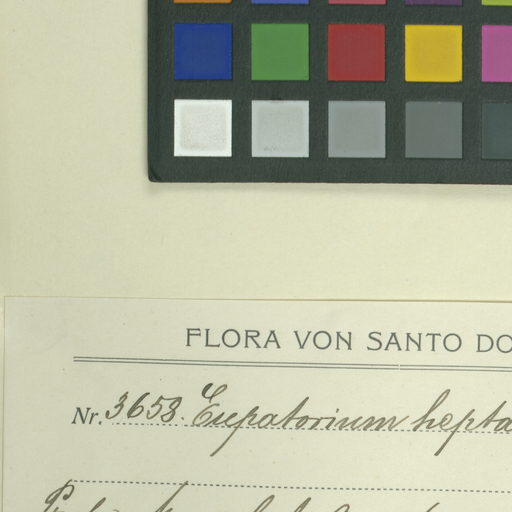 FLORA VON SANTO DO
Nr. 3653. Eupatorium hepta